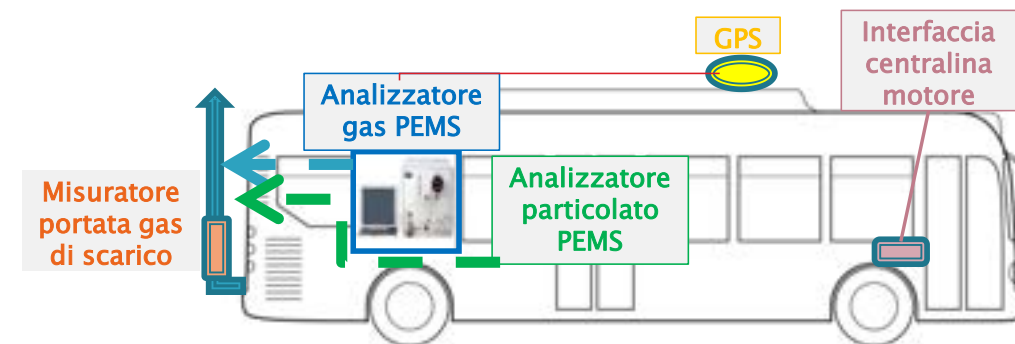 GPS
Interfaccia
centralina
motore
Analizzatore
gas PEMS
Analizzatore
particolato
PEMS
Misuratore
portata gas
di scarico